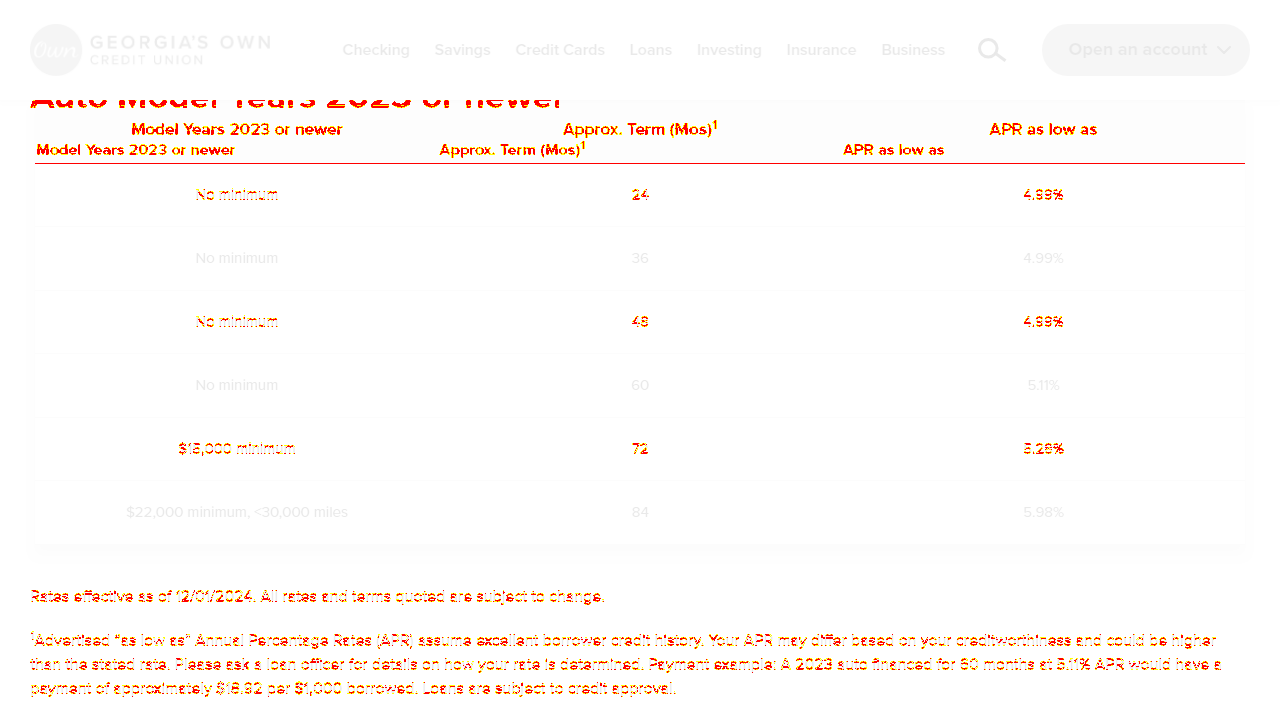 Own GEORGIA'S OWN
CREDIT UNION
Checking Savings Credit Cards Loans Investing Insurance Business
Open an account
Auto Model Years 2023 or newer
Model Years 2023 or newer Approx. Term (Mos)1 APR as low as
Model Years 2023 or newer Approx. Term (Mos)1 APR as low as
No minimum 24 4.99%
No minimum 36 4.99%
No minimum 48 4.99%
No minimum 60 5.11%
minimum 72
$22,000 minimum, <30,000 miles 84 5.98%
Rates effective as of 12/01/2024. All rates and terms quoted are subject to change.
1Advertised “as low as” Annual Percentage Rates (APR) assume excellent borrower credit history. Your APR may differ based on your creditworthiness and could be higher
than the stated rate. Please ask a loan officer for details on how your rate is determined. Payment example: A 2023 auto financed for 60 months at 5.11% APR would have a
payment of approximately $18.92 per $1,000 borrowed. Loans are subject to credit approval.